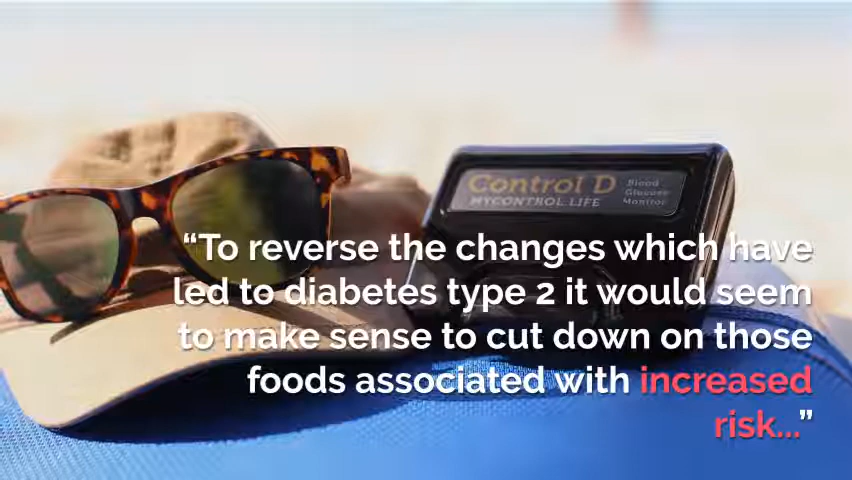 Control D
MYCONTROL.LIFE
Blood
Glucose
Monitor
“To reverse the changes which have
led to diabetes type 2 it would seem
to make sense to cut down on those
foods associated with increased
risk...”